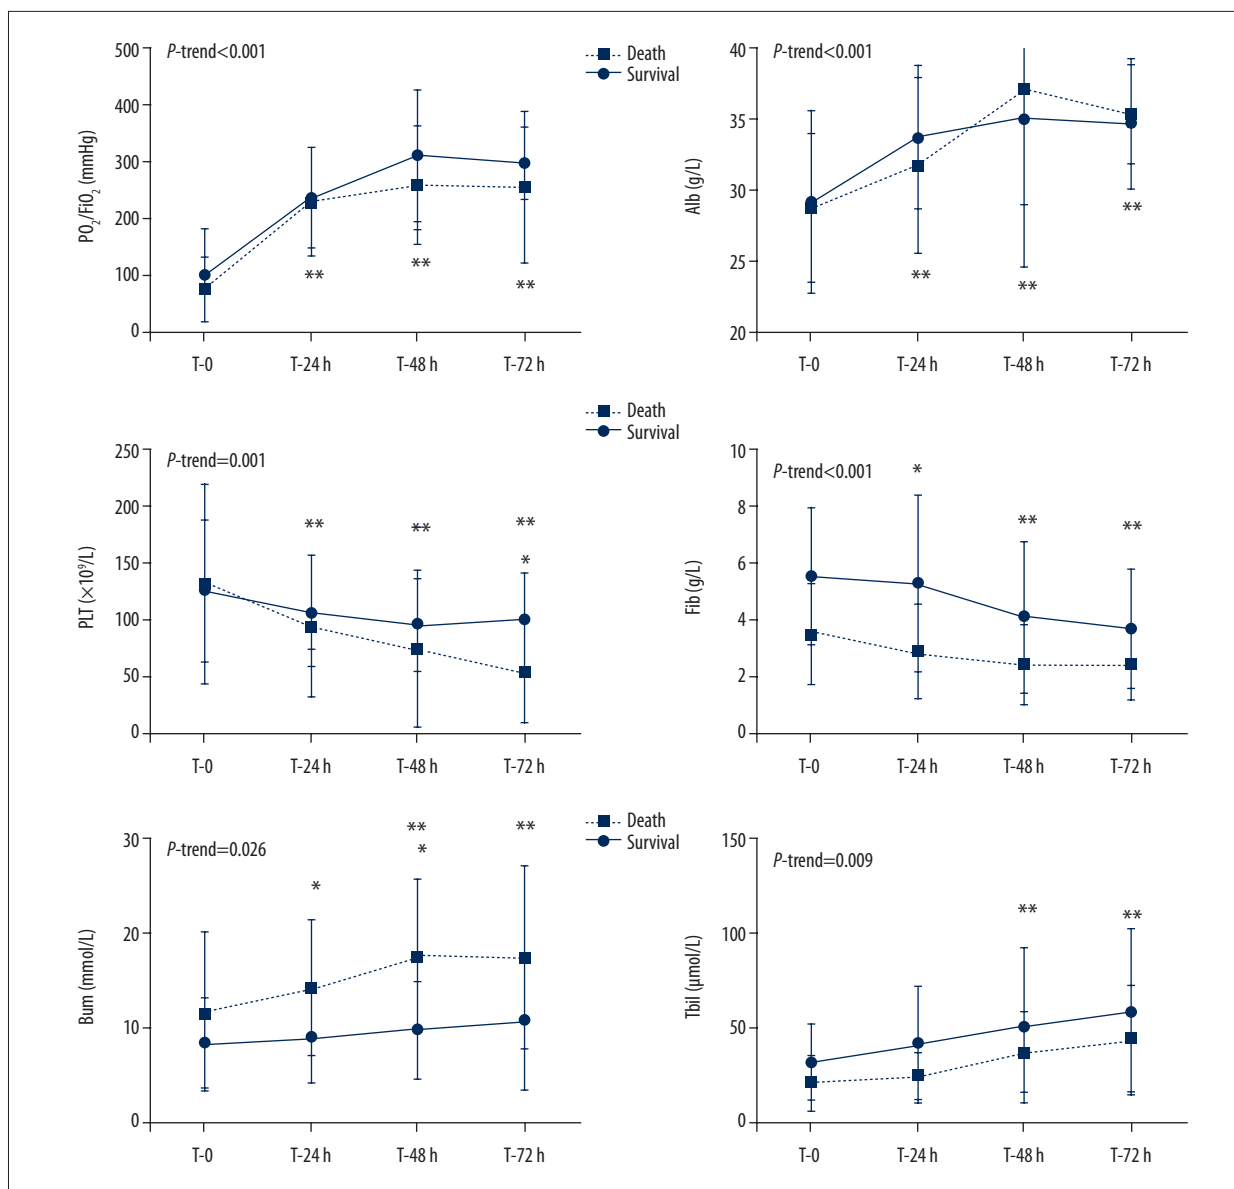 P-trend<0.001
Death
Survival
500
400
300
200
100
0
PO₂/FiO₂ (mmHg)
**
**
**
T-0
T-24 h
T-48 h
T-72 h
P-trend<0.001
40
35
30
25
20
Alb (g/L)
**
**
**
T-0
T-24 h
T-48 h
T-72 h
Death
Survival
P-trend=0.001
250
200
150
100
50
0
PLT (×10⁹/L)
**
**
**
*
T-0
T-24 h
T-48 h
T-72 h
P-trend<0.001
10
8
6
4
2
0
Fib (g/L)
*
**
**
T-0
T-24 h
T-48 h
T-72 h
Death
Survival
P-trend=0.026
30
20
10
0
Bum (mmol/L)
*
**
*
**
T-0
T-24 h
T-48 h
T-72 h
P-trend=0.009
150
100
50
0
Tbil (µmol/L)
**
**
T-0
T-24 h
T-48 h
T-72 h